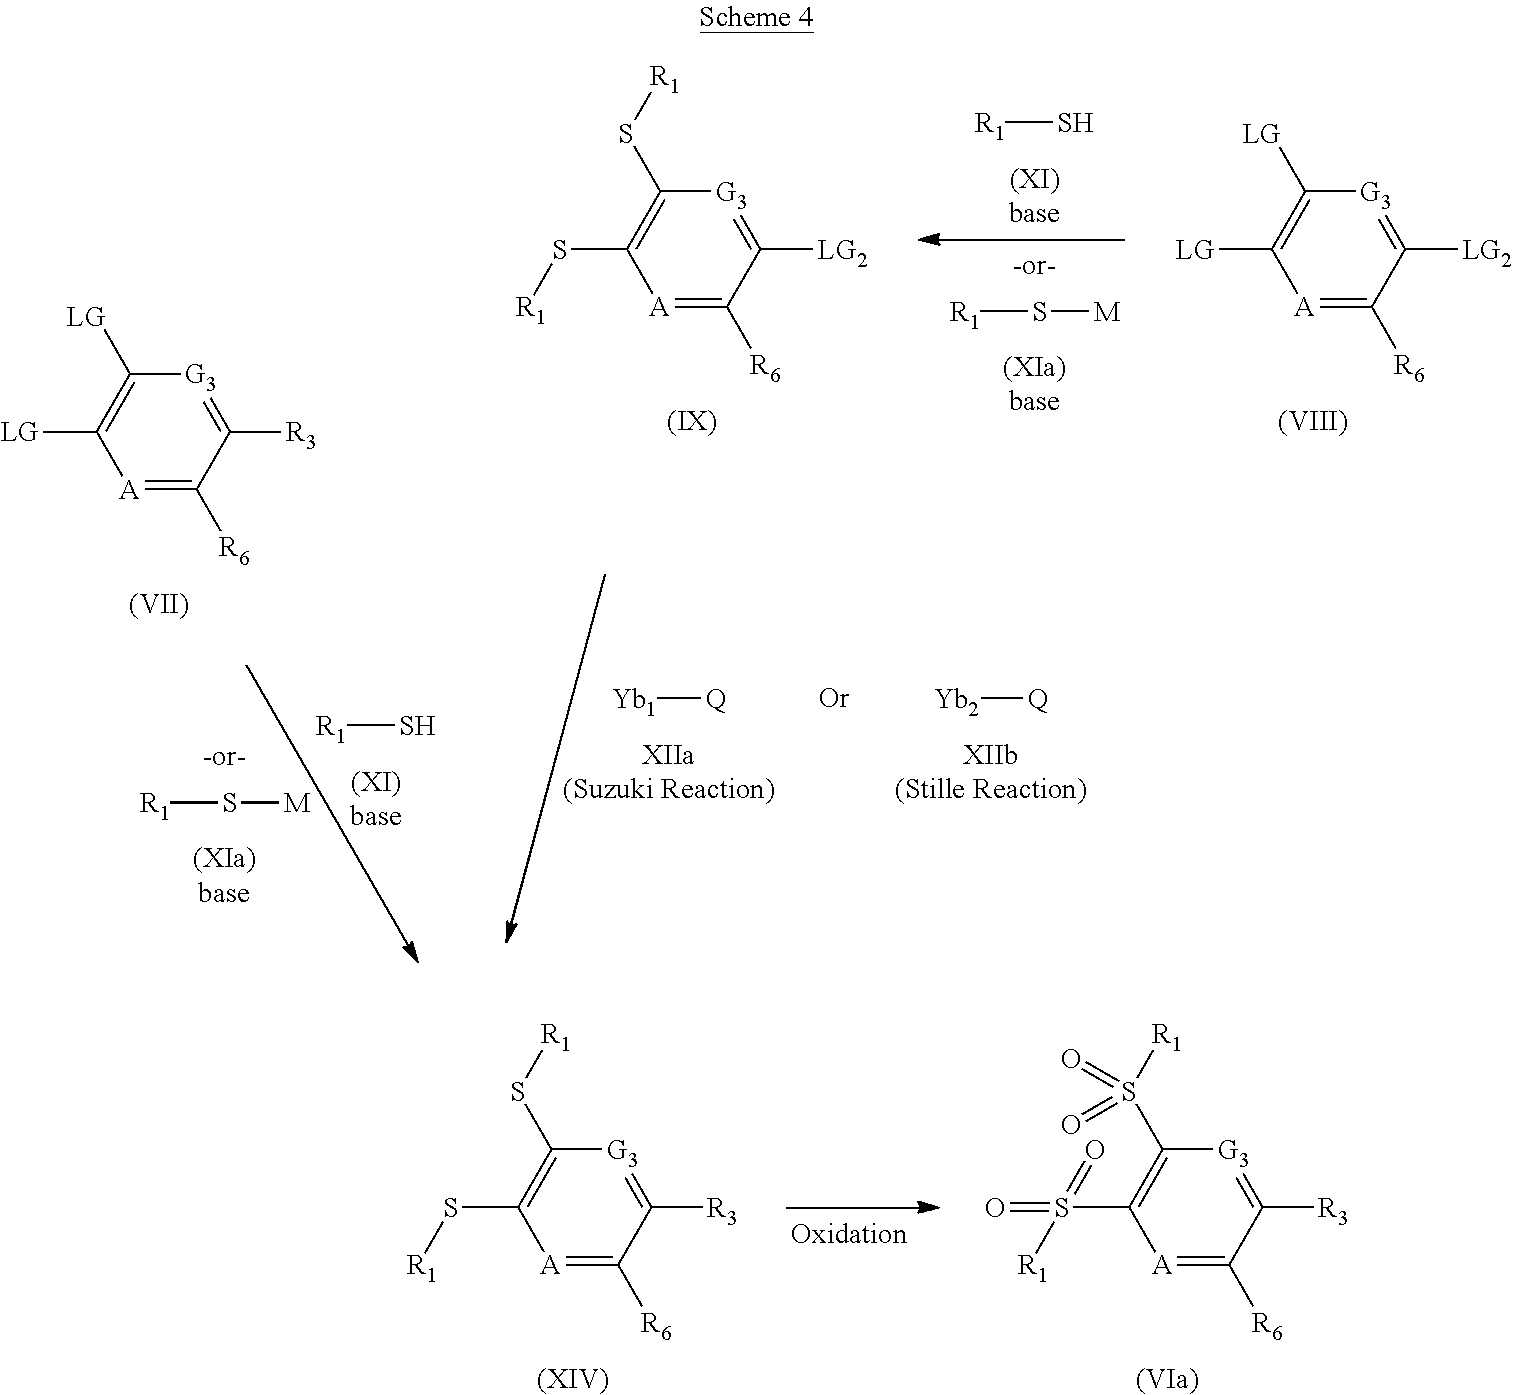 Scheme 4
R1
S
G3
S
LG2
R1
A
R6
(IX)
R1 SH
(XI)
base
-or-
R1 S M
(XIa)
base
LG
G3
LG
LG2
A
R6
(VIII)
LG
G3
LG
R3
A
R6
(VII)
R1 SH
(XI)
base
-or-
R1 S M
(XIa)
base
Yb1 Q Or Yb2 Q
XIIa XIIb
(Suzuki Reaction) (Stille Reaction)
R1
S
G3
S
R3
R1
A
R6
(XIV)
Oxidation
R1
O
S
O
O
G3
O S
R3
R1
A
R6
(VIa)